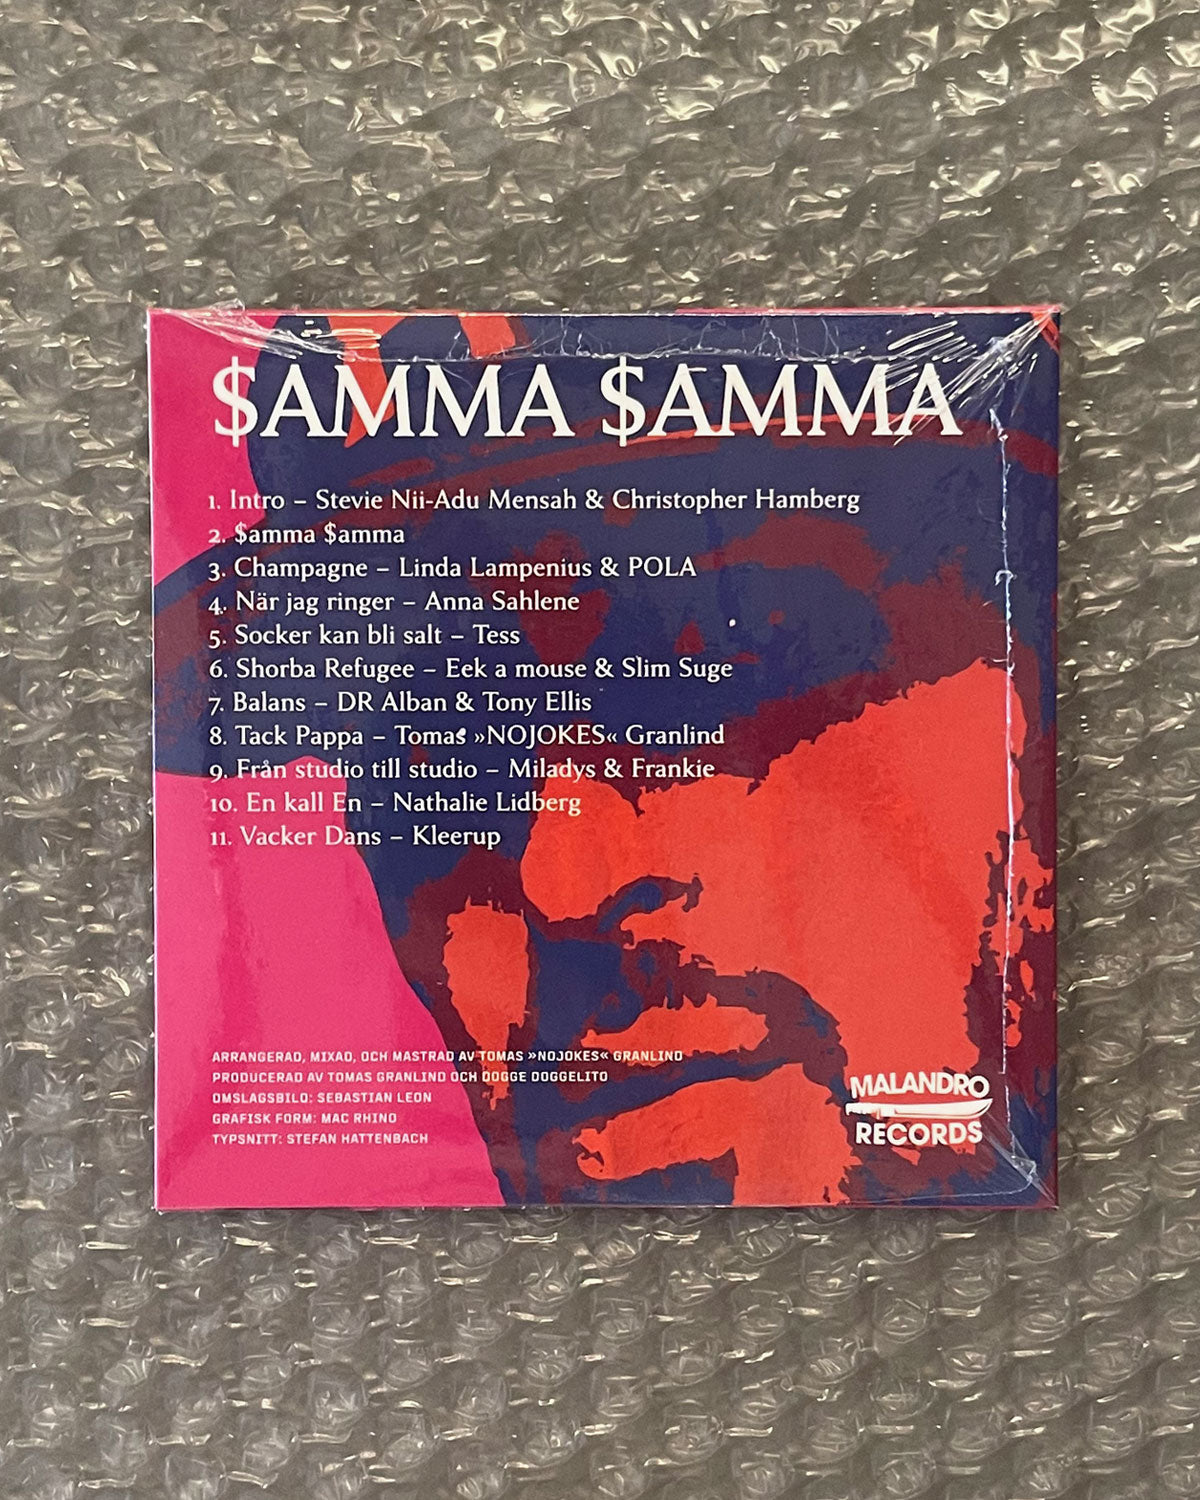 $AMMA $AMMA
1. Intro – Stevie Nii-Adu Mensah & Christopher Hamberg
2. $amma $amma
3. Champagne – Linda Lampenius & POLA
4. När jag ringer – Anna Sahlene
5. Socker kan bli salt – Tess
6. Shorba Refugee – Eek a mouse & Slim Suge
7. Balans – DR Alban & Tony Ellis
8. Tack Pappa – Tomas »NOJOKES« Granlind
9. Från studio till studio – Miladys & Frankie
10. En kall En – Nathalie Lidberg
11. Vacker Dans – Kleerup
ARRANGERAD, MIXAD, OCH MASTRAD AV TOMAS »NOJOKES« GRANLIND
PRODUCERAD AV TOMAS GRANLIND OCH DOGGE DOGGELITO
OMSLAGSBILD: SEBASTIAN LEON
GRAFISK FORM: MAC RHINO
TYPSNITT: STEFAN HATTENBACH
MALANDRO
RECORDS